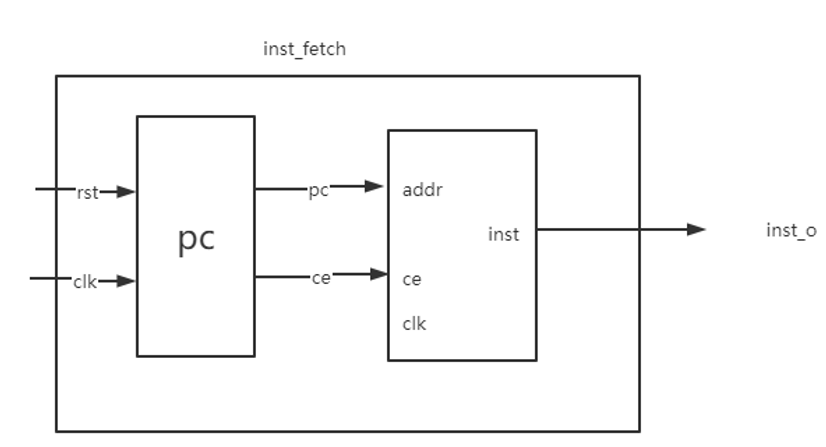 inst_fetch
rst
clk
pc
pc
ce
addr
ce
clk
inst
inst_o